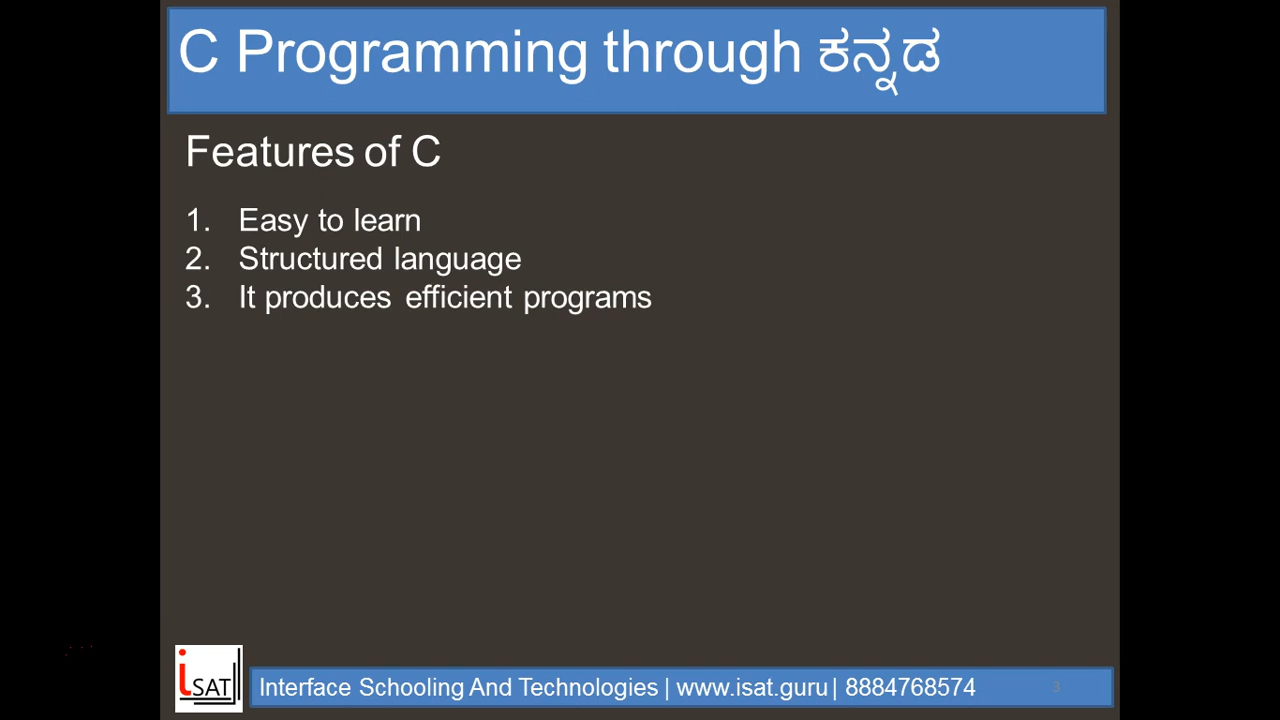 C Programming through ಕನ್ನಡ
Features of C
1. Easy to learn
2. Structured language
3. It produces efficient programs
iSAT
Interface Schooling And Technologies | www.isat.guru | 8884768574
3